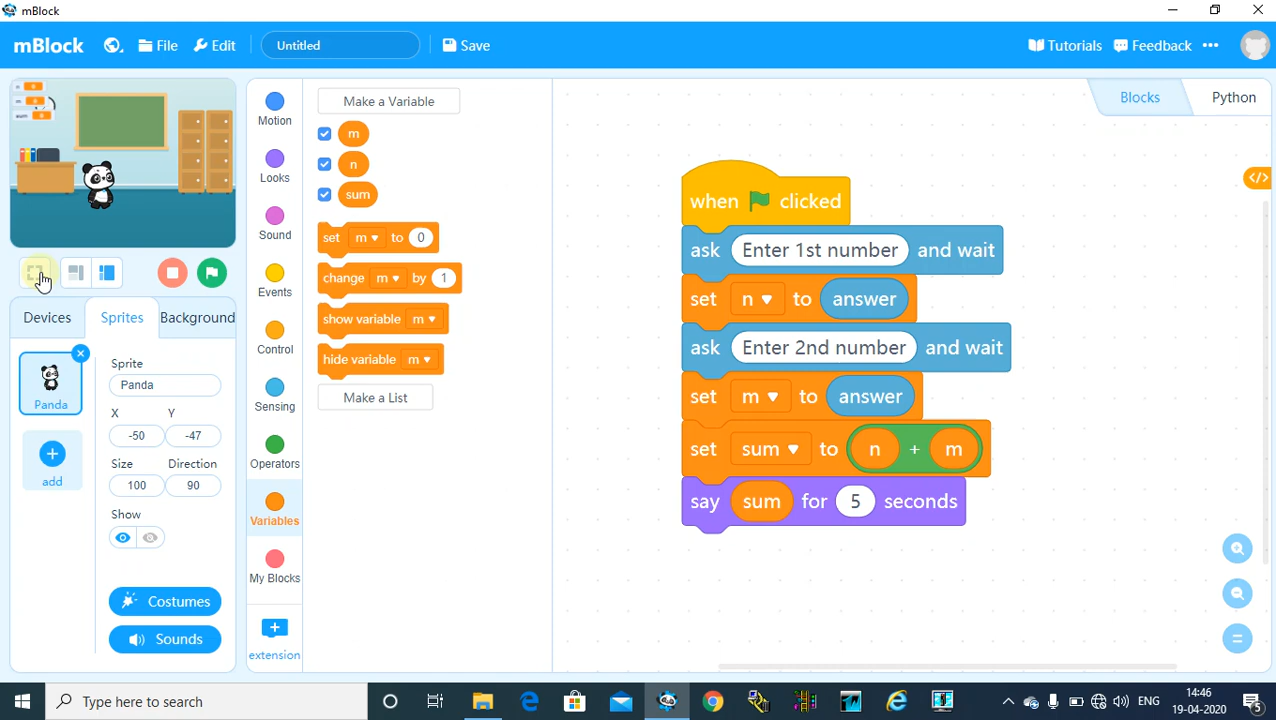 mBlock
mBlock File Edit Untitled Save Tutorials Feedback
Make a Variable
m
n
sum
set m to 0
change m by 1
show variable m
hide variable m
Make a List
Motion
Looks
Sound
Events
Control
Sensing
Operators
Variables
My Blocks
extension
Blocks Python
when clicked
ask Enter 1st number and wait
set n to answer
ask Enter 2nd number and wait
set m to answer
set sum to n + m
say sum for 5 seconds
Devices Sprites Background
Panda
add
Sprite
Panda
X Y
-50 -47
Size Direction
100 90
Show
Costumes
Sounds
Type here to search
ENG
14:46
19-04-2020
5